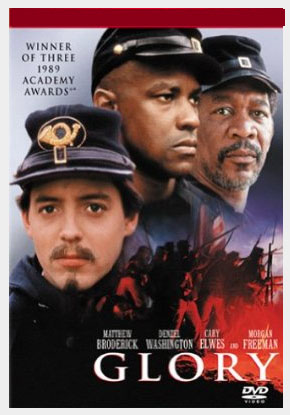 WINNER
OF THREE
1989
ACADEMY
AWARDS
MATTHEW BRODERICK DENZEL WASHINGTON CARY ELWES AND MORGAN FREEMAN
GLORY
DVD
VIDEO